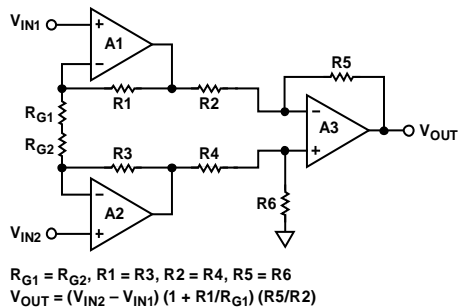 V_IN1
+
A1
−
R1
R2
R5
R_G1
R_G2
−
A3
+
V_OUT
R3
R4
−
A2
+
R6
V_IN2
R_G1 = R_G2, R1 = R3, R2 = R4, R5 = R6
V_OUT = (V_IN2 – V_IN1) (1 + R1/R_G1) (R5/R2)